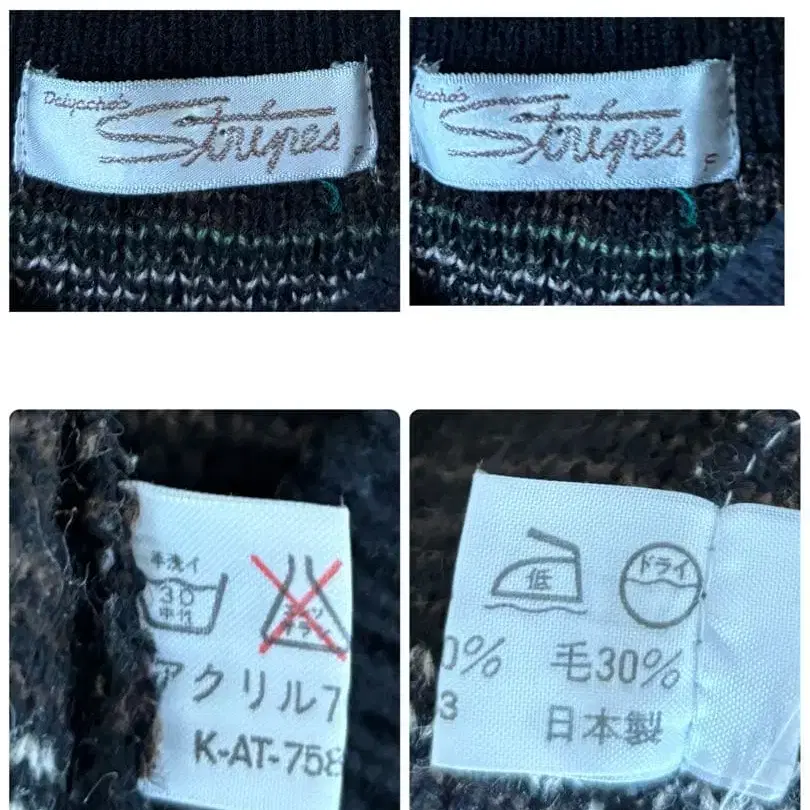 Daiyacho's
Stripes
F
Stripes
F
手洗イ
30
中性
アクリル7
K-AT-758
低
ドライ
0% 毛30%
3 日本製